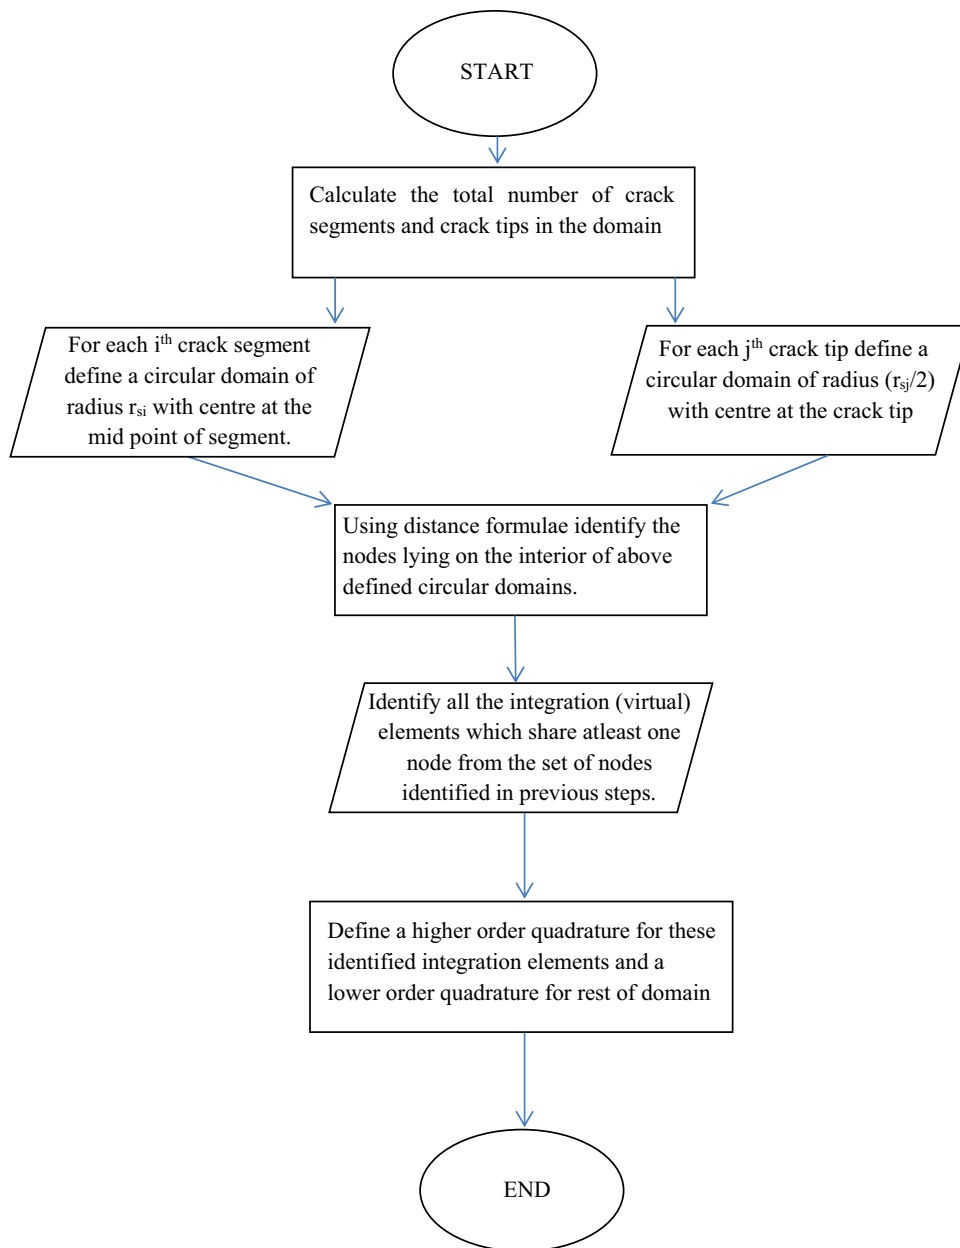 START
Calculate the total number of crack
segments and crack tips in the domain
For each iᵗʰ crack segment
define a circular domain of
radius rₛᵢ with centre at the
mid point of segment.
For each jᵗʰ crack tip define a
circular domain of radius (rₛⱼ/2)
with centre at the crack tip
Using distance formulae identify the
nodes lying on the interior of above
defined circular domains.
Identify all the integration (virtual)
elements which share atleast one
node from the set of nodes
identified in previous steps.
Define a higher order quadrature for these
identified integration elements and a
lower order quadrature for rest of domain
END